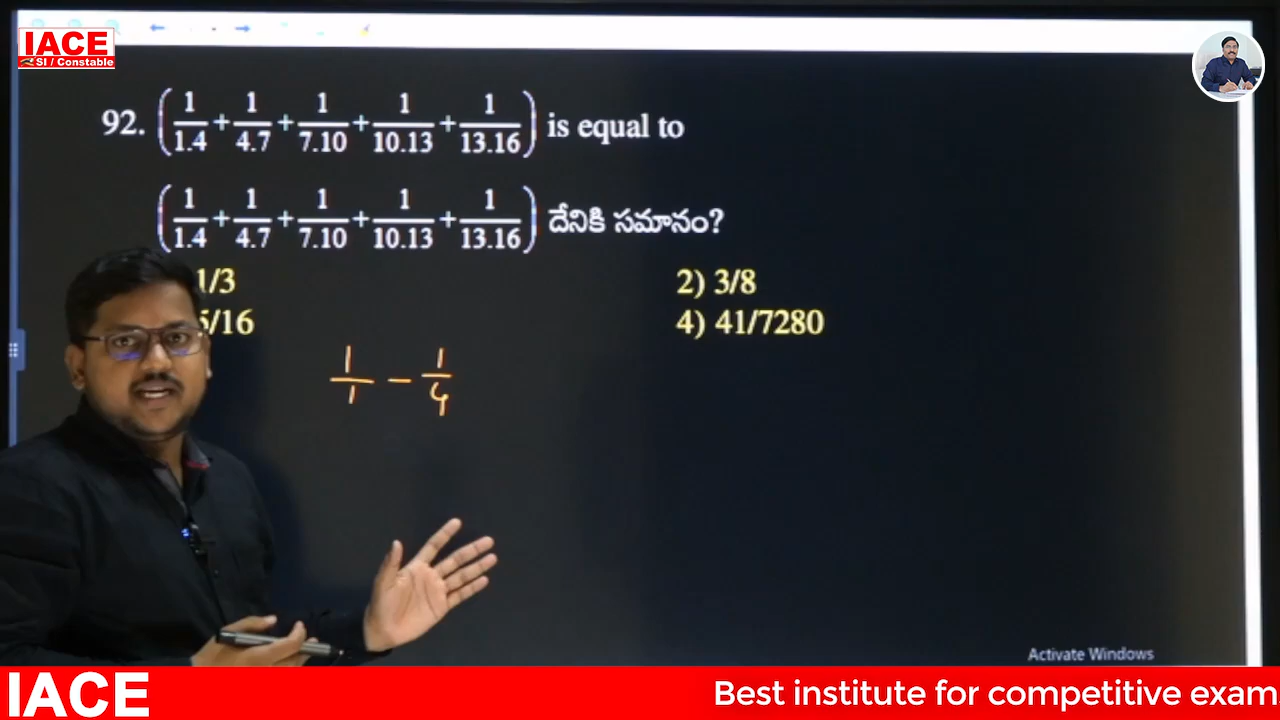 IACE
SI / Constable
92. (1/1.4 + 1/4.7 + 1/7.10 + 1/10.13 + 1/13.16) is equal to
(1/1.4 + 1/4.7 + 1/7.10 + 1/10.13 + 1/13.16) దేనికి సమానం?
1/3 2) 3/8
5/16 4) 41/7280
1/1 - 1/4
Activate Windows
IACE Best institute for competitive exam